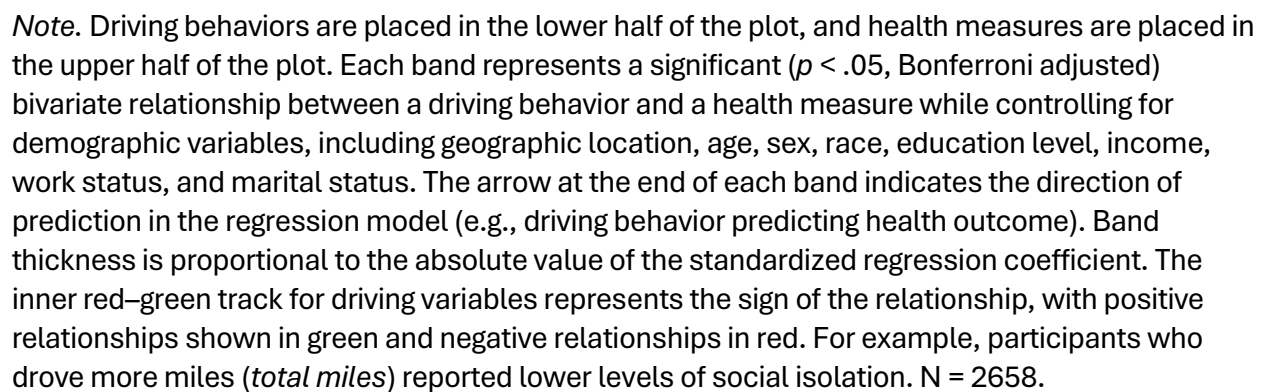 Note. Driving behaviors are placed in the lower half of the plot, and health measures are placed in
the upper half of the plot. Each band represents a significant (p < .05, Bonferroni adjusted)
bivariate relationship between a driving behavior and a health measure while controlling for
demographic variables, including geographic location, age, sex, race, education level, income,
work status, and marital status. The arrow at the end of each band indicates the direction of
prediction in the regression model (e.g., driving behavior predicting health outcome). Band
thickness is proportional to the absolute value of the standardized regression coefficient. The
inner red–green track for driving variables represents the sign of the relationship, with positive
relationships shown in green and negative relationships in red. For example, participants who
drove more miles (total miles) reported lower levels of social isolation. N = 2658.